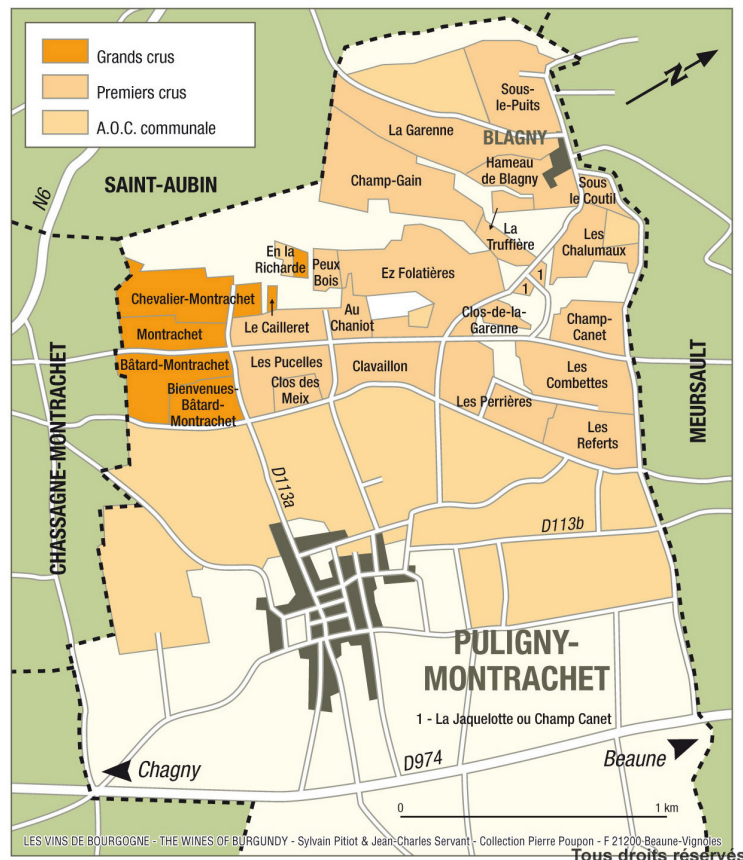 Grands crus
Premiers crus
A.O.C. communale
N
N6
SAINT-AUBIN
Sous-
le-Puits
La Garenne
BLAGNY
Hameau
de Blagny
Champ-Gain
Sous
le Coutil
La
Truffière
Les
Chalumaux
En la
Richarde
Peux
Bois
Ez Folatières
1
1
Chevalier-Montrachet
Le Cailleret
Au
Chaniot
Clos-de-la-
Garenne
Champ-
Canet
Montrachet
Bâtard-Montrachet
Les Pucelles
Clavaillon
Les
Combettes
Bienvenues-
Bâtard-
Montrachet
Clos des
Meix
Les Perrières
Les
Referts
CHASSAGNE-MONTRACHET
MEURSAULT
D113a
D113b
PULIGNY-
MONTRACHET
1 - La Jaquelotte ou Champ Canet
Chagny
D974
Beaune
0
1 km
LES VINS DE BOURGOGNE - THE WINES OF BURGUNDY - Sylvain Pitiot & Jean-Charles Servant - Collection Pierre Poupon - F 21200 Beaune-Vignoles
Tous droits réservés